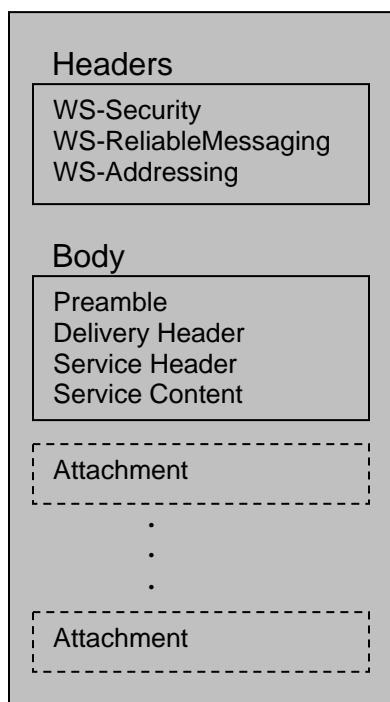 Headers
WS-Security
WS-ReliableMessaging
WS-Addressing
Body
Preamble
Delivery Header
Service Header
Service Content
Attachment
.
.
.
Attachment